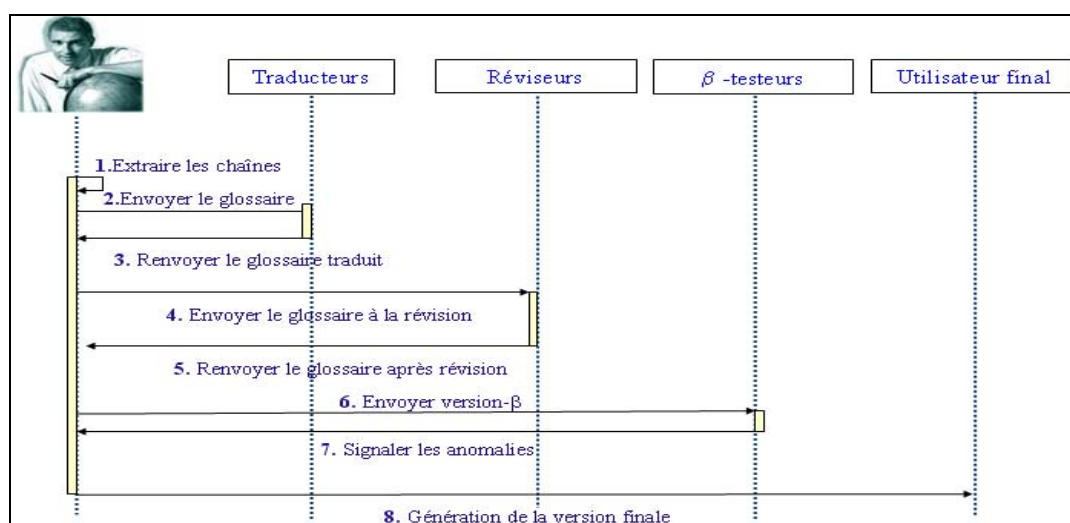 Traducteurs
Réviseurs
β -testeurs
Utilisateur final
1.Extraire les chaînes
2.Envoyer le glossaire
3. Renvoyer le glossaire traduit
4. Envoyer le glossaire à la révision
5. Renvoyer le glossaire après révision
6. Envoyer version-β
7. Signaler les anomalies
8. Génération de la version finale